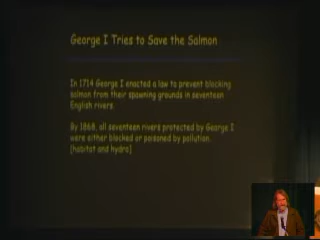 George I Tries to Save the Salmon
In 1714 George I enacted a law to prevent blocking
salmon from their spawning grounds in seventeen
English rivers.
By 1868, all seventeen rivers protected by George I
were either blocked or poisoned by pollution.
[habitat and hydro]